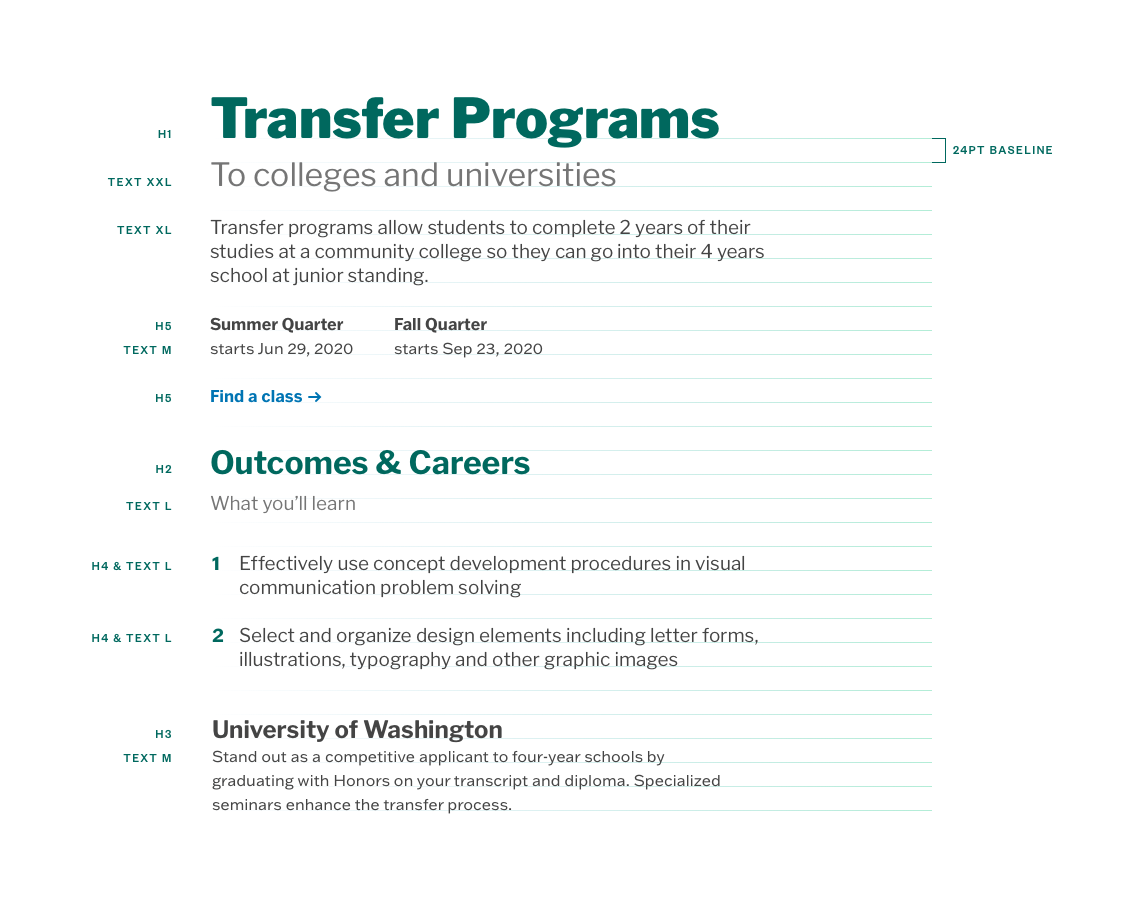 H1
Transfer Programs
24PT BASELINE
TEXT XXL
To colleges and universities
TEXT XL
Transfer programs allow students to complete 2 years of their
studies at a community college so they can go into their 4 years
school at junior standing.
H5
Summer Quarter
Fall Quarter
TEXT M
starts Jun 29, 2020
starts Sep 23, 2020
H5
Find a class →
H2
Outcomes & Careers
TEXT L
What you’ll learn
H4 & TEXT L
1 Effectively use concept development procedures in visual
communication problem solving
H4 & TEXT L
2 Select and organize design elements including letter forms,
illustrations, typography and other graphic images
H3
University of Washington
TEXT M
Stand out as a competitive applicant to four-year schools by
graduating with Honors on your transcript and diploma. Specialized
seminars enhance the transfer process.